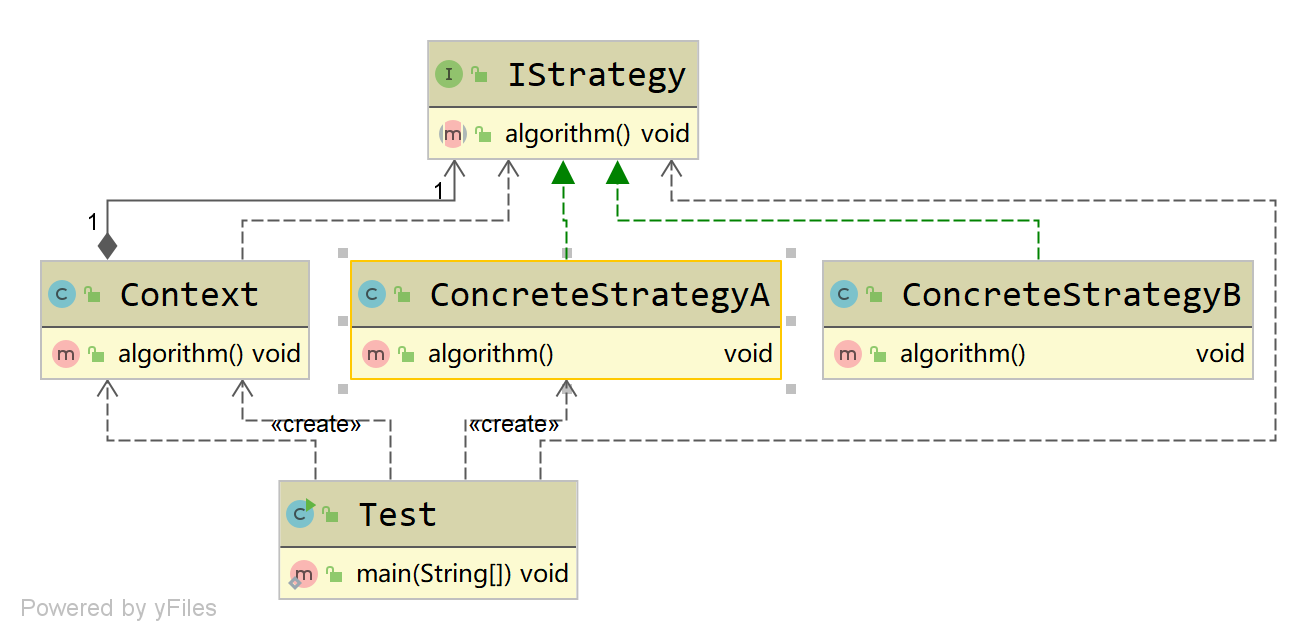 I IStrategy
m algorithm() void
1
1
C Context
m algorithm() void
C ConcreteStrategyA
m algorithm() void
C ConcreteStrategyB
m algorithm() void
«create»
«create»
C Test
m main(String[]) void
Powered by yFiles